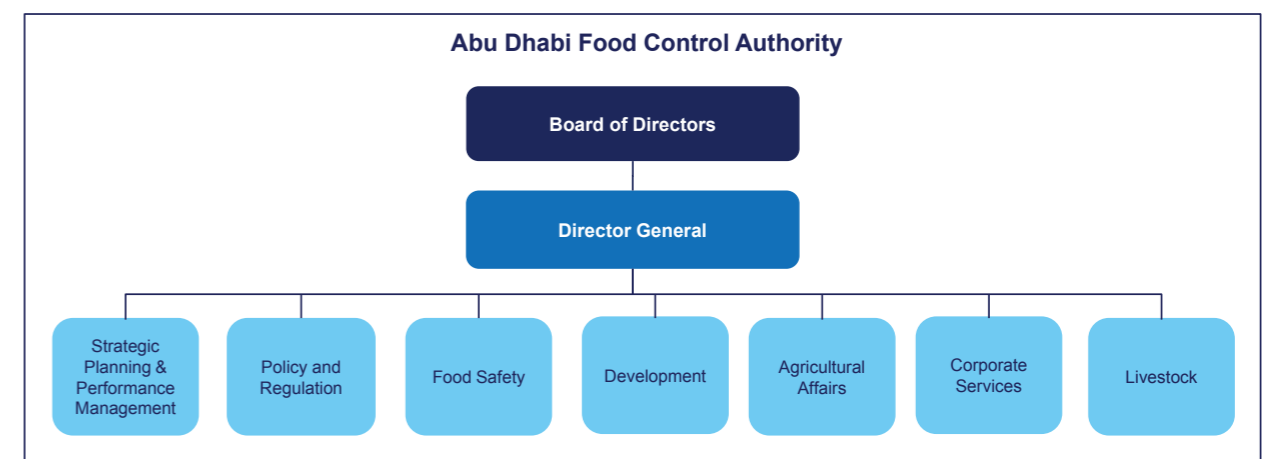 Abu Dhabi Food Control Authority
Board of Directors
Director General
Strategic
Planning &
Performance
Management
Policy and
Regulation
Food Safety
Development
Agricultural
Affairs
Corporate
Services
Livestock